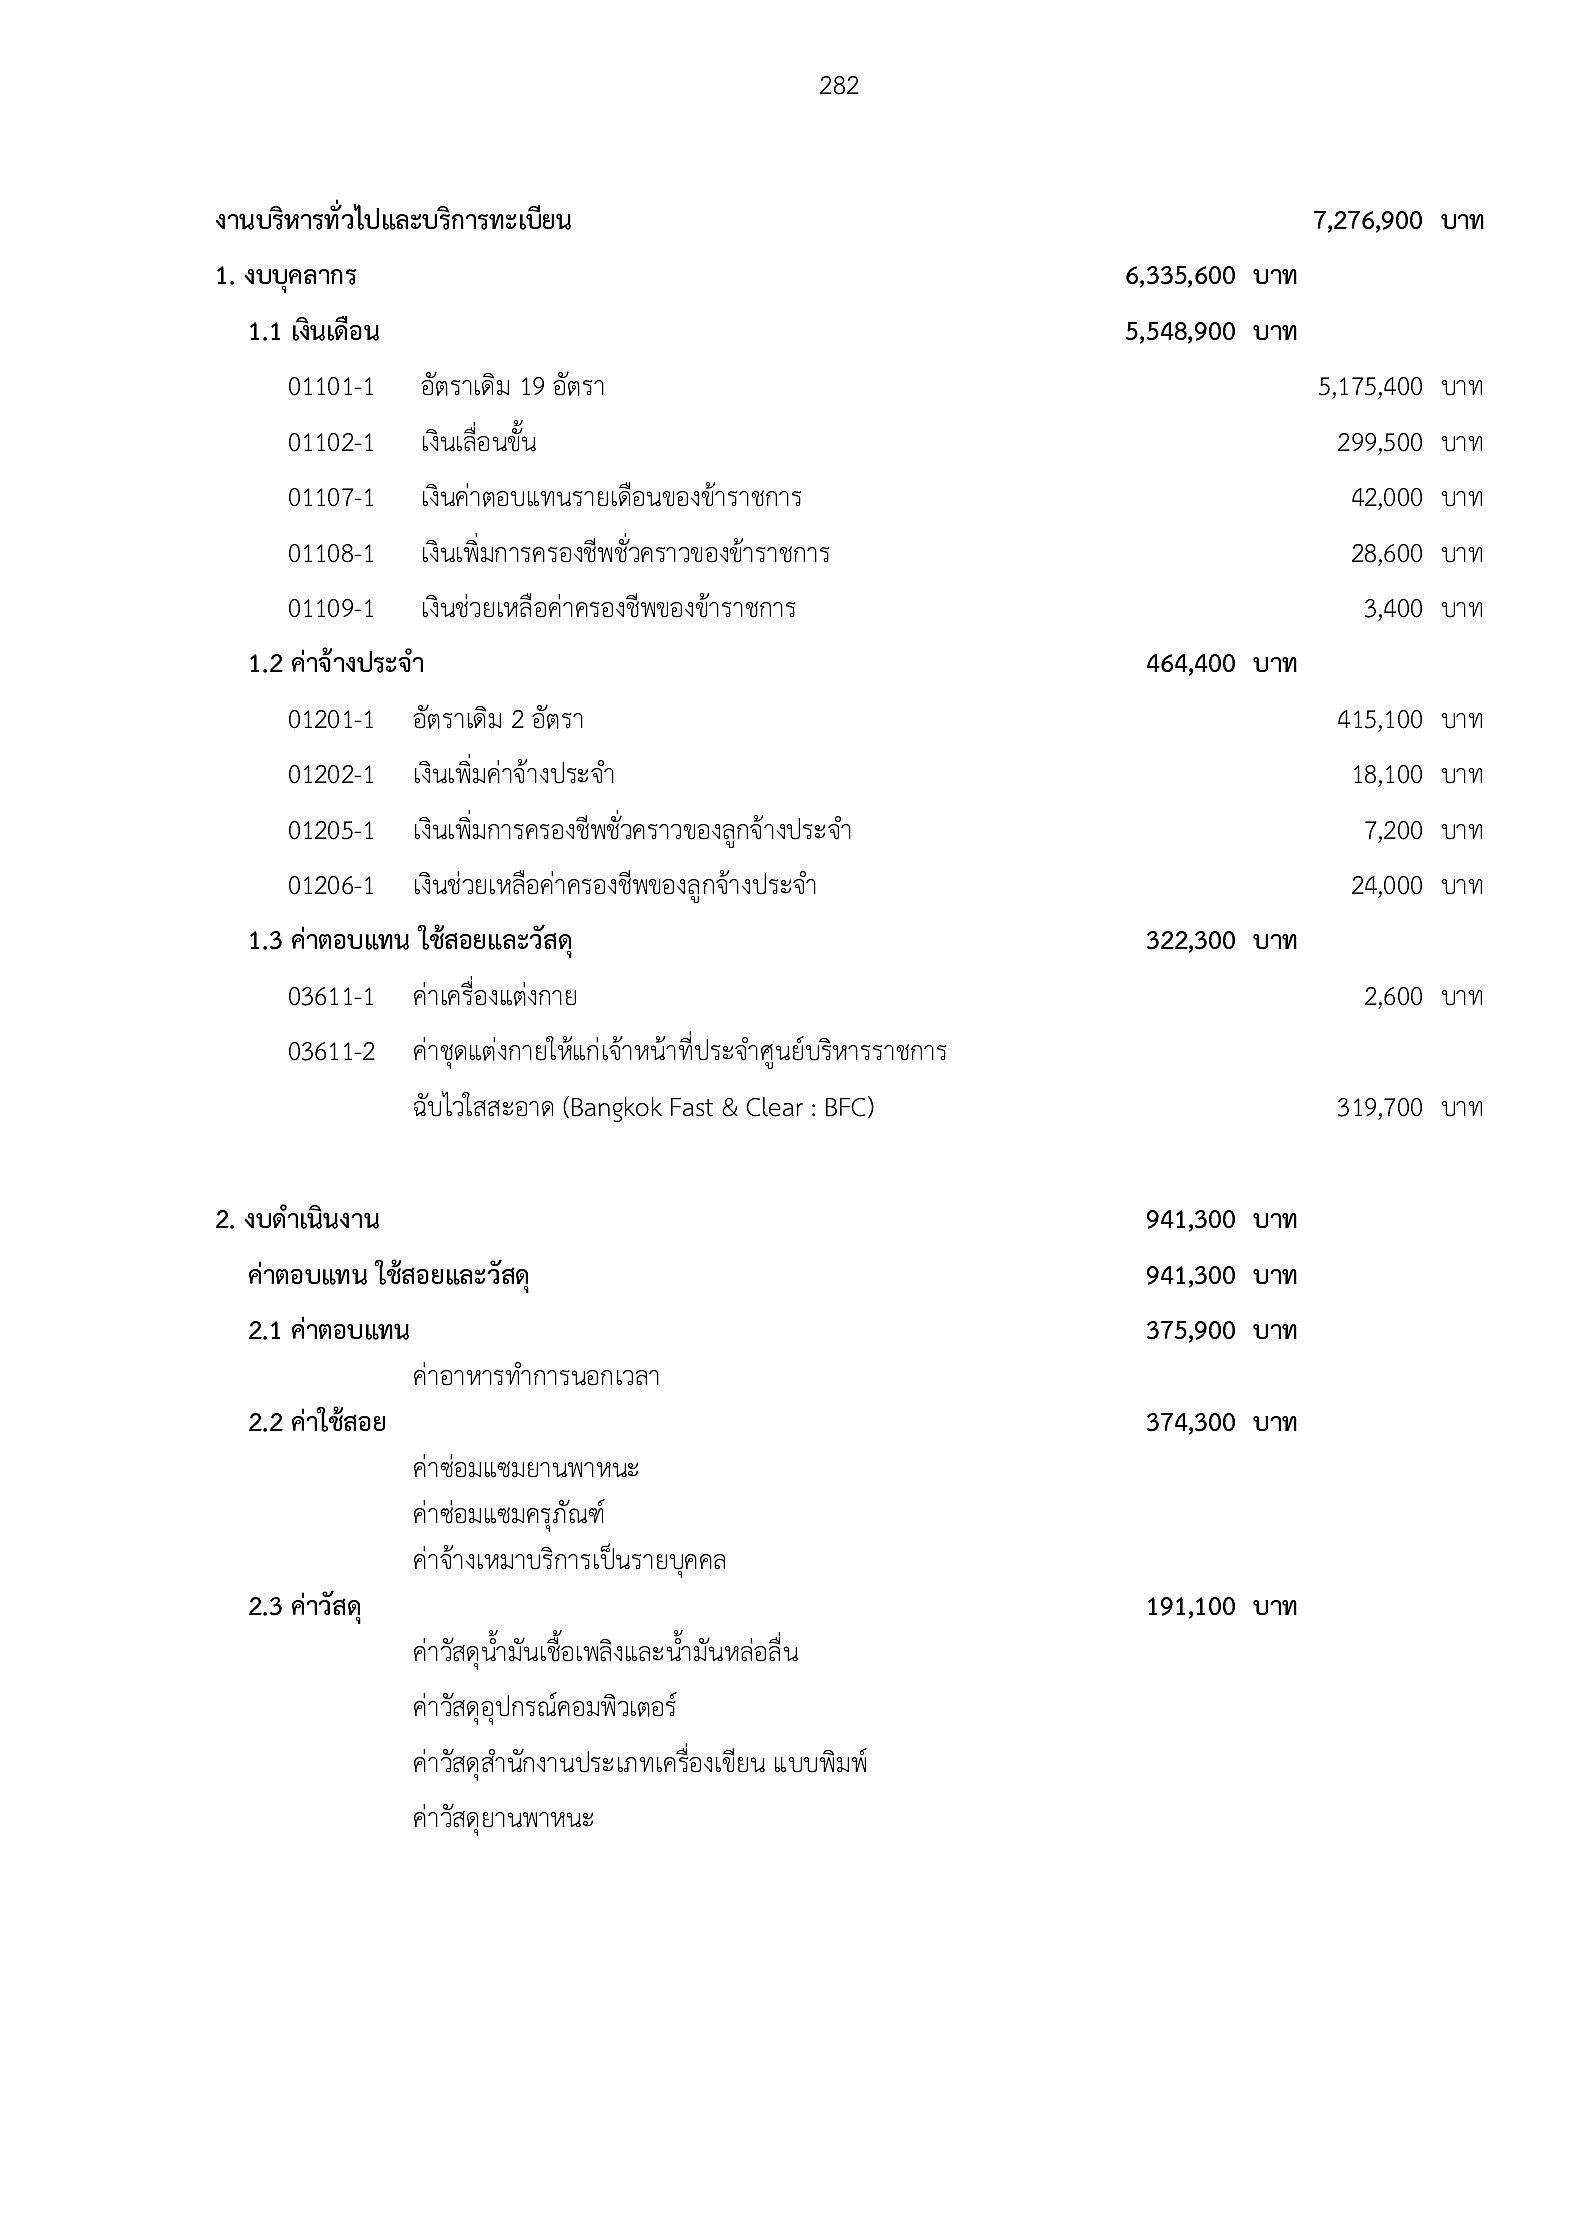 282
งานบริหารทั่วไปและบริการทะเบียน 7,276,900 บาท
1. งบบุคลากร 6,335,600 บาท
1.1 เงินเดือน 5,548,900 บาท
01101-1 อัตราเดิม 19 อัตรา 5,175,400 บาท
01102-1 เงินเลื่อนขั้น 299,500 บาท
01107-1 เงินค่าตอบแทนรายเดือนของข้าราชการ 42,000 บาท
01108-1 เงินเพิ่มการครองชีพชั่วคราวของข้าราชการ 28,600 บาท
01109-1 เงินช่วยเหลือค่าครองชีพของข้าราชการ 3,400 บาท
1.2 ค่าจ้างประจำ 464,400 บาท
01201-1 อัตราเดิม 2 อัตรา 415,100 บาท
01202-1 เงินเพิ่มค่าจ้างประจำ 18,100 บาท
01205-1 เงินเพิ่มการครองชีพชั่วคราวของลูกจ้างประจำ 7,200 บาท
01206-1 เงินช่วยเหลือค่าครองชีพของลูกจ้างประจำ 24,000 บาท
1.3 ค่าตอบแทน ใช้สอยและวัสดุ 322,300 บาท
03611-1 ค่าเครื่องแต่งกาย 2,600 บาท
03611-2 ค่าชุดแต่งกายให้แก่เจ้าหน้าที่ประจำศูนย์บริหารราชการ
ฉับไวใสสะอาด (Bangkok Fast & Clear : BFC) 319,700 บาท
2. งบดำเนินงาน 941,300 บาท
ค่าตอบแทน ใช้สอยและวัสดุ 941,300 บาท
2.1 ค่าตอบแทน 375,900 บาท
ค่าอาหารทำการนอกเวลา
2.2 ค่าใช้สอย 374,300 บาท
ค่าซ่อมแซมยานพาหนะ
ค่าซ่อมแซมครุภัณฑ์
ค่าจ้างเหมาบริการเป็นรายบุคคล
2.3 ค่าวัสดุ 191,100 บาท
ค่าวัสดุน้ำมันเชื้อเพลิงและน้ำมันหล่อลื่น
ค่าวัสดุอุปกรณ์คอมพิวเตอร์
ค่าวัสดุสำนักงานประเภทเครื่องเขียน แบบพิมพ์
ค่าวัสดุยานพาหนะ